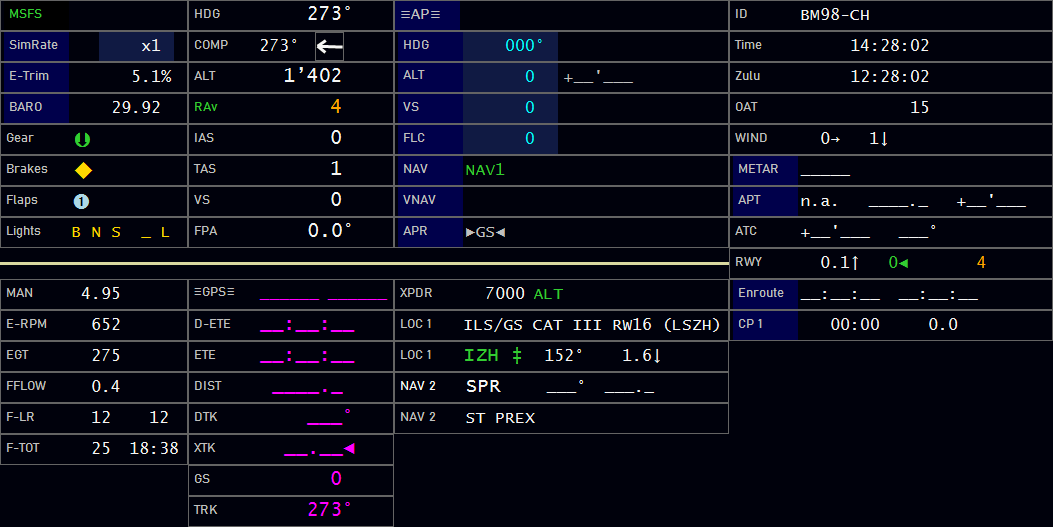 MSFS HDG 273° ≡AP≡ ID BM98-CH
SimRate x1 COMP 273° ← HDG 000° Time 14:28:02
E-Trim 5.1% ALT 1’402 ALT 0 +__'___ Zulu 12:28:02
BARO 29.92 RAv 4 VS 0 OAT 15
Gear IAS 0 FLC 0 WIND 0→ 1↓
Brakes TAS 1 NAV NAV1 METAR _____
Flaps 1 VS 0 VNAV APT n.a. ____._ +__'___
Lights B N S _ L FPA 0.0° APR ►GS◄ ATC +__'___ ___°
RWY 0.1↑ 0◄ 4
MAN 4.95 ≡GPS≡ ______ ______ XPDR 7000 ALT Enroute __:__:__ __:__:__
E-RPM 652 D-ETE __:__:__ LOC 1 ILS/GS CAT III RW16 (LSZH) CP 1 00:00 0.0
EGT 275 ETE __:__:__ LOC 1 IZH ‡ 152° 1.6↓
FFLOW 0.4 DIST ____._ NAV 2 SPR ___° ___._
F-LR 12 12 DTK ___° NAV 2 ST PREX
F-TOT 25 18:38 XTK __.__◄
GS 0
TRK 273°